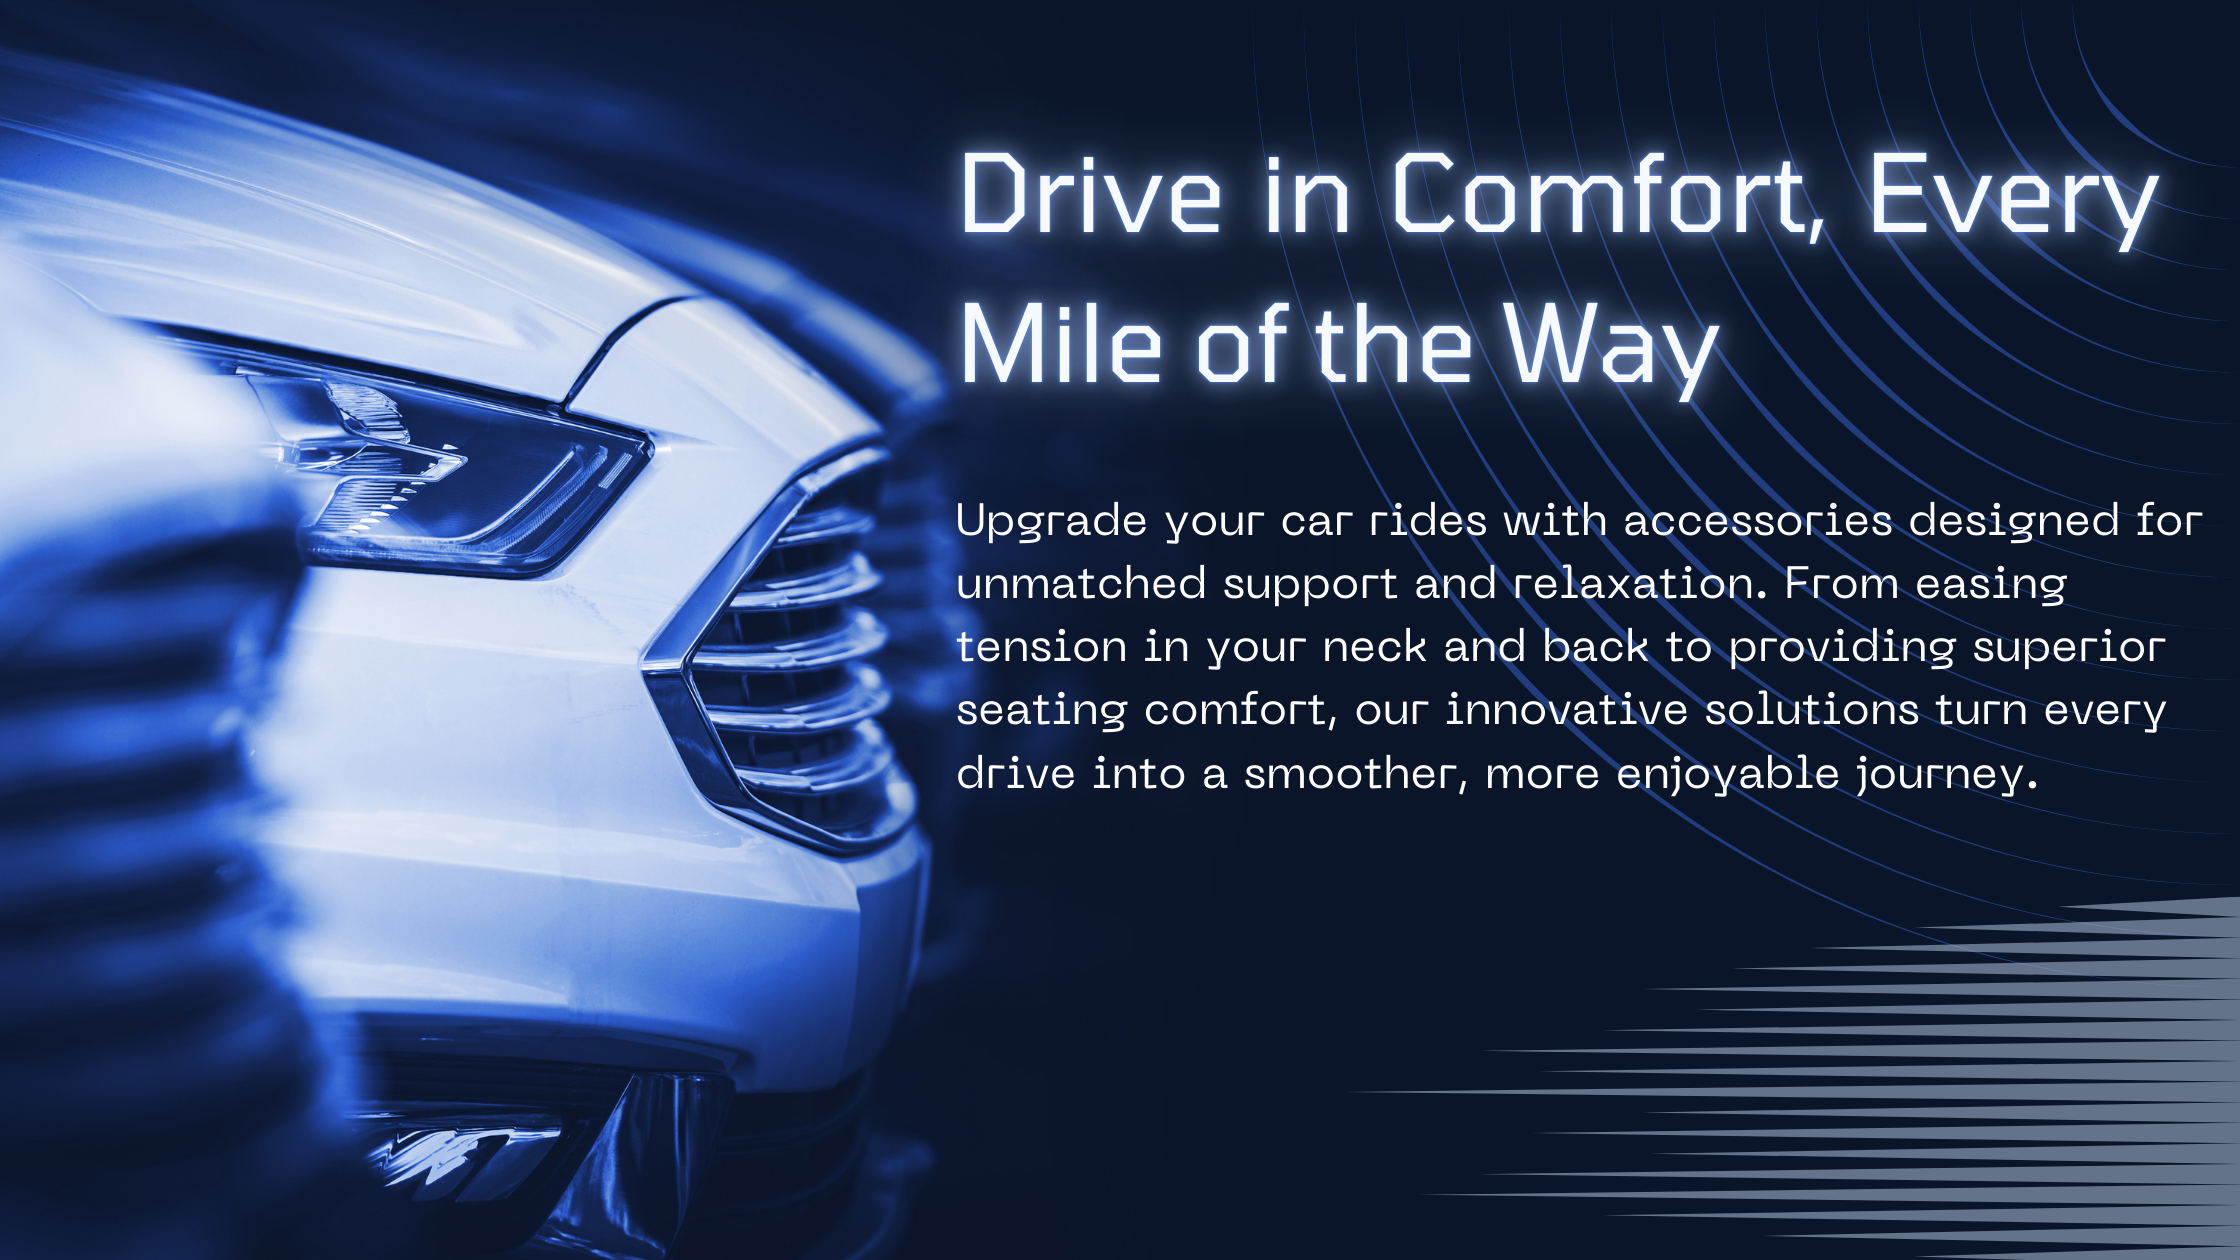 Drive in Comfort, Every
Mile of the Way
Upgrade your car rides with accessories designed for
unmatched support and relaxation. From easing
tension in your neck and back to providing superior
seating comfort, our innovative solutions turn every
drive into a smoother, more enjoyable journey.